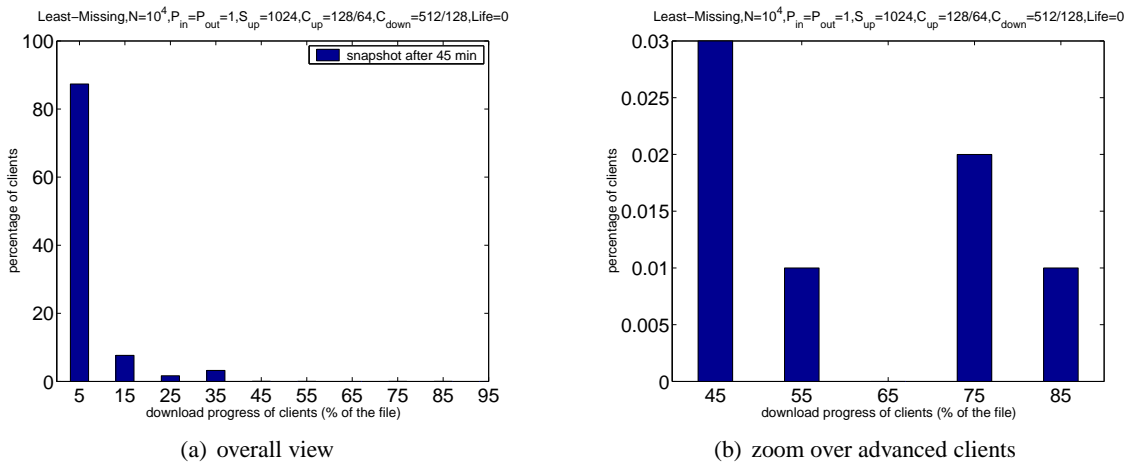 Least−Missing,N=10^4,P_in=P_out=1,S_up=1024,C_up=128/64,C_down=512/128,Life=0
100
80
60
40
20
0
percentage of clients
snapshot after 45 min
5 15 25 35 45 55 65 75 85 95
download progress of clients (% of the file)
(a) overall view
Least−Missing,N=10^4,P_in=P_out=1,S_up=1024,C_up=128/64,C_down=512/128,Life=0
0.03
0.025
0.02
0.015
0.01
0.005
0
percentage of clients
45 55 65 75 85
download progress of clients (% of the file)
(b) zoom over advanced clients